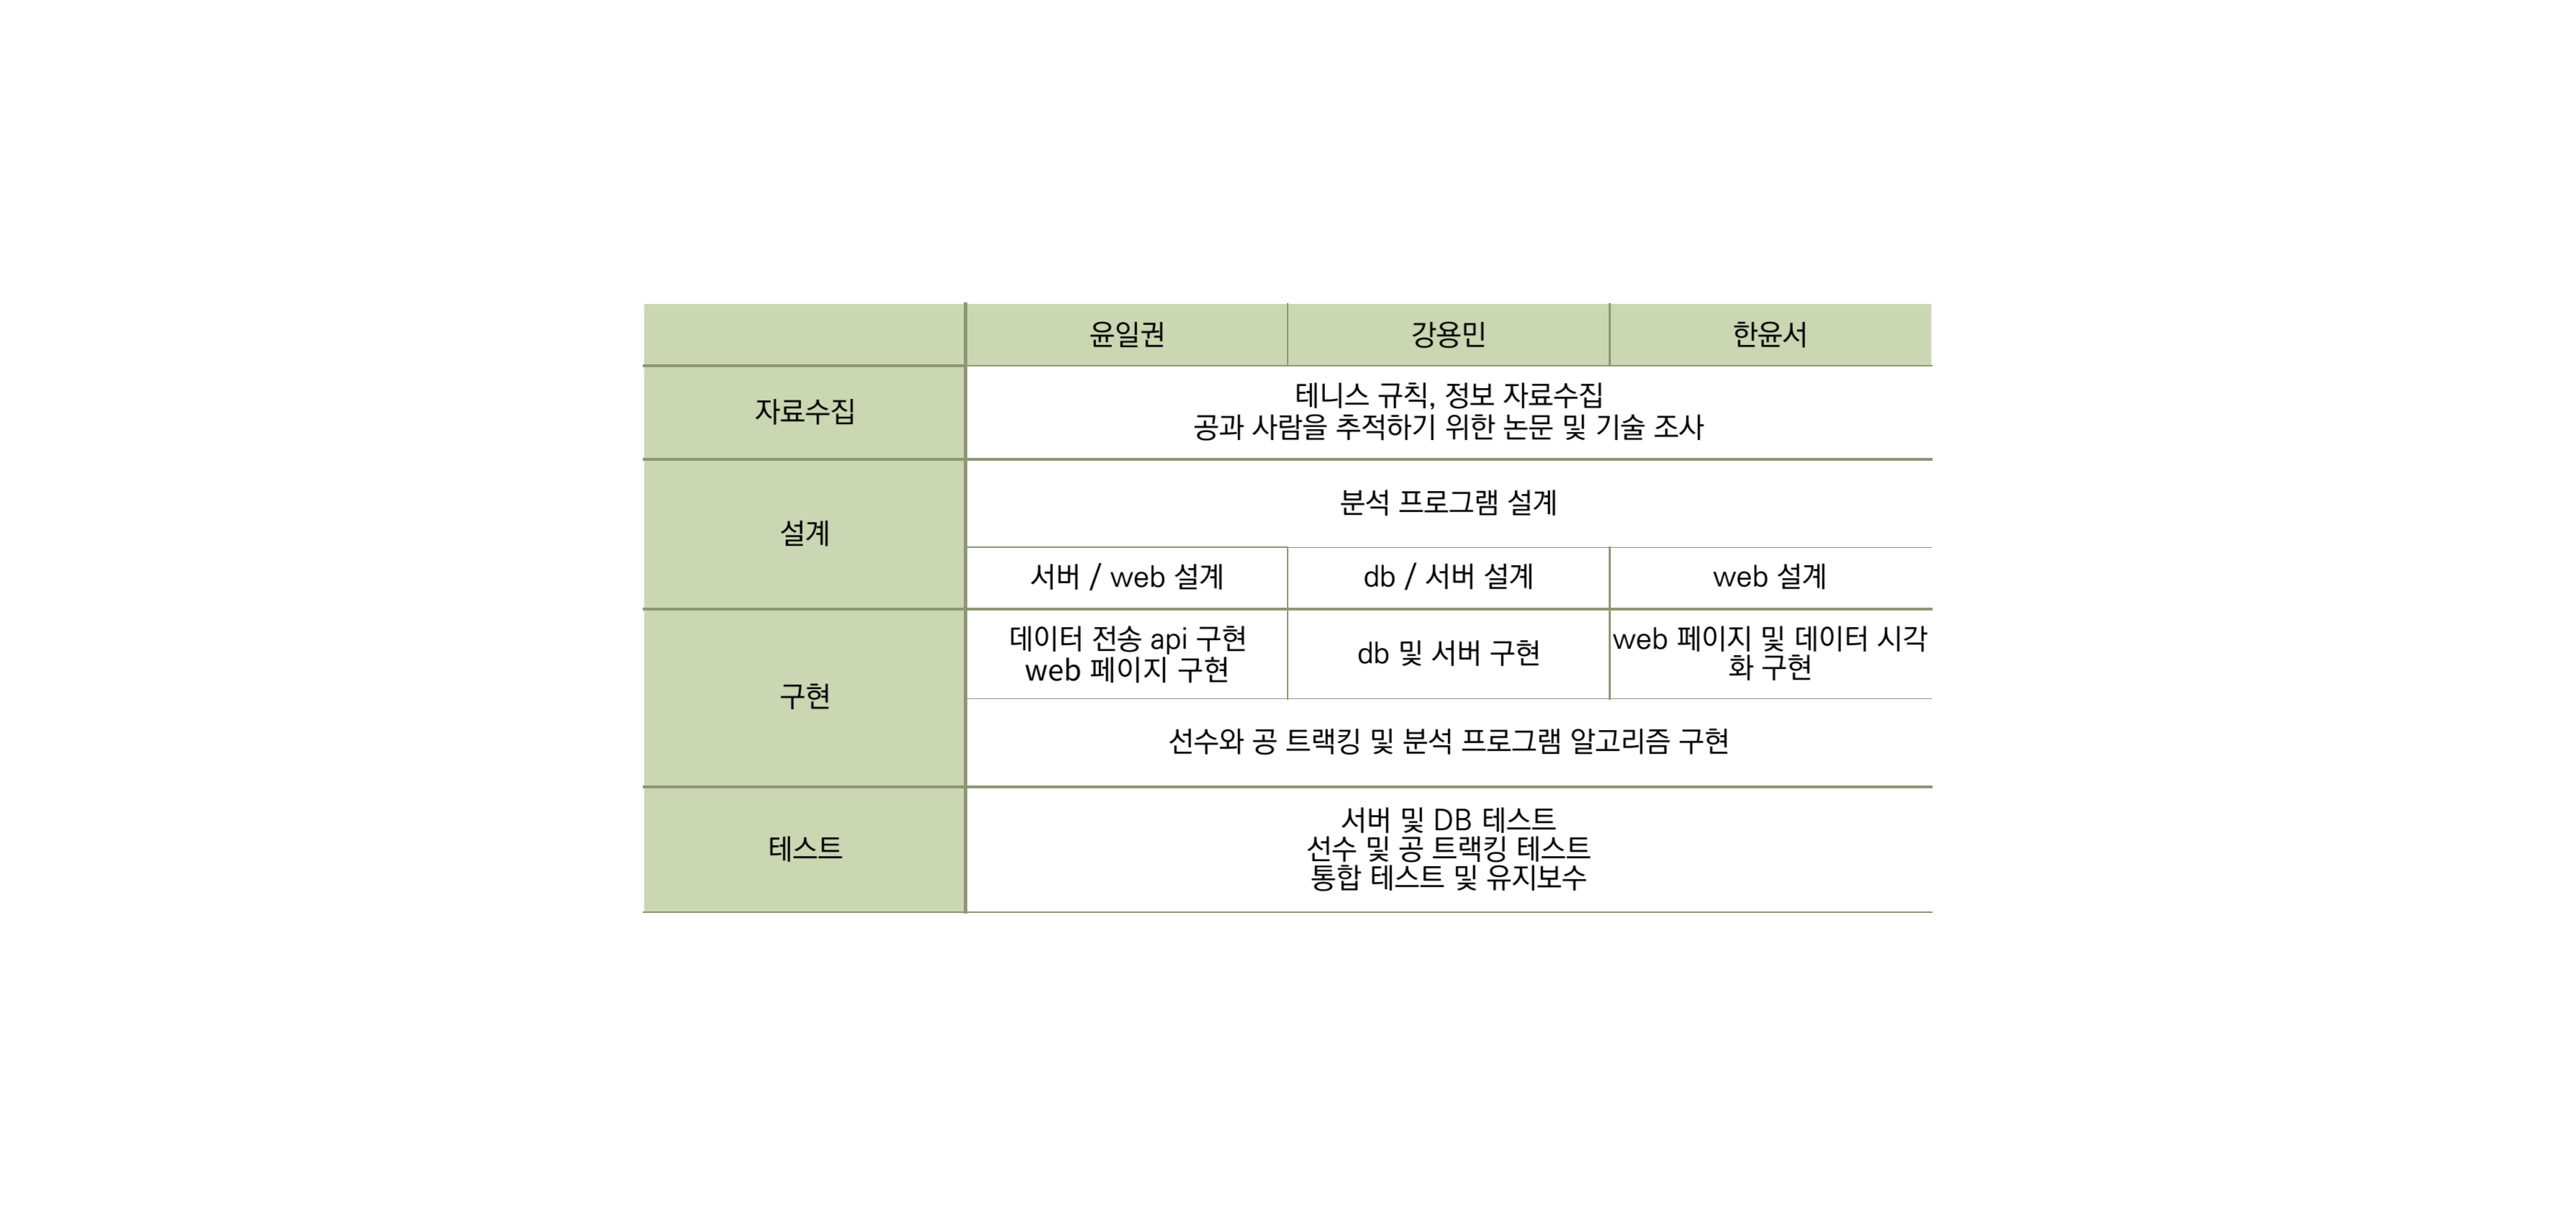 윤일권 강용민 한윤서
자료수집
테니스 규칙, 정보 자료수집
공과 사람을 추적하기 위한 논문 및 기술 조사
설계
분석 프로그램 설계
서버 / web 설계
db / 서버 설계
web 설계
구현
데이터 전송 api 구현
web 페이지 구현
db 및 서버 구현
web 페이지 및 데이터 시각
화 구현
선수와 공 트랙킹 및 분석 프로그램 알고리즘 구현
테스트
서버 및 DB 테스트
선수 및 공 트랙킹 테스트
통합 테스트 및 유지보수